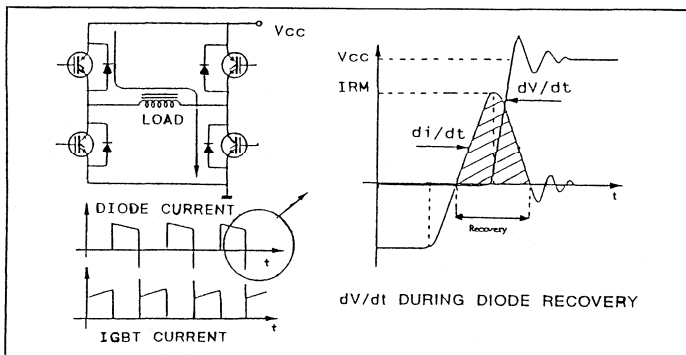 Vcc
LOAD
DIODE CURRENT
t
t
IGBT CURRENT
Vcc
IRM
dV/dt
di/dt
t
Recovery
dV/dt DURING DIODE RECOVERY